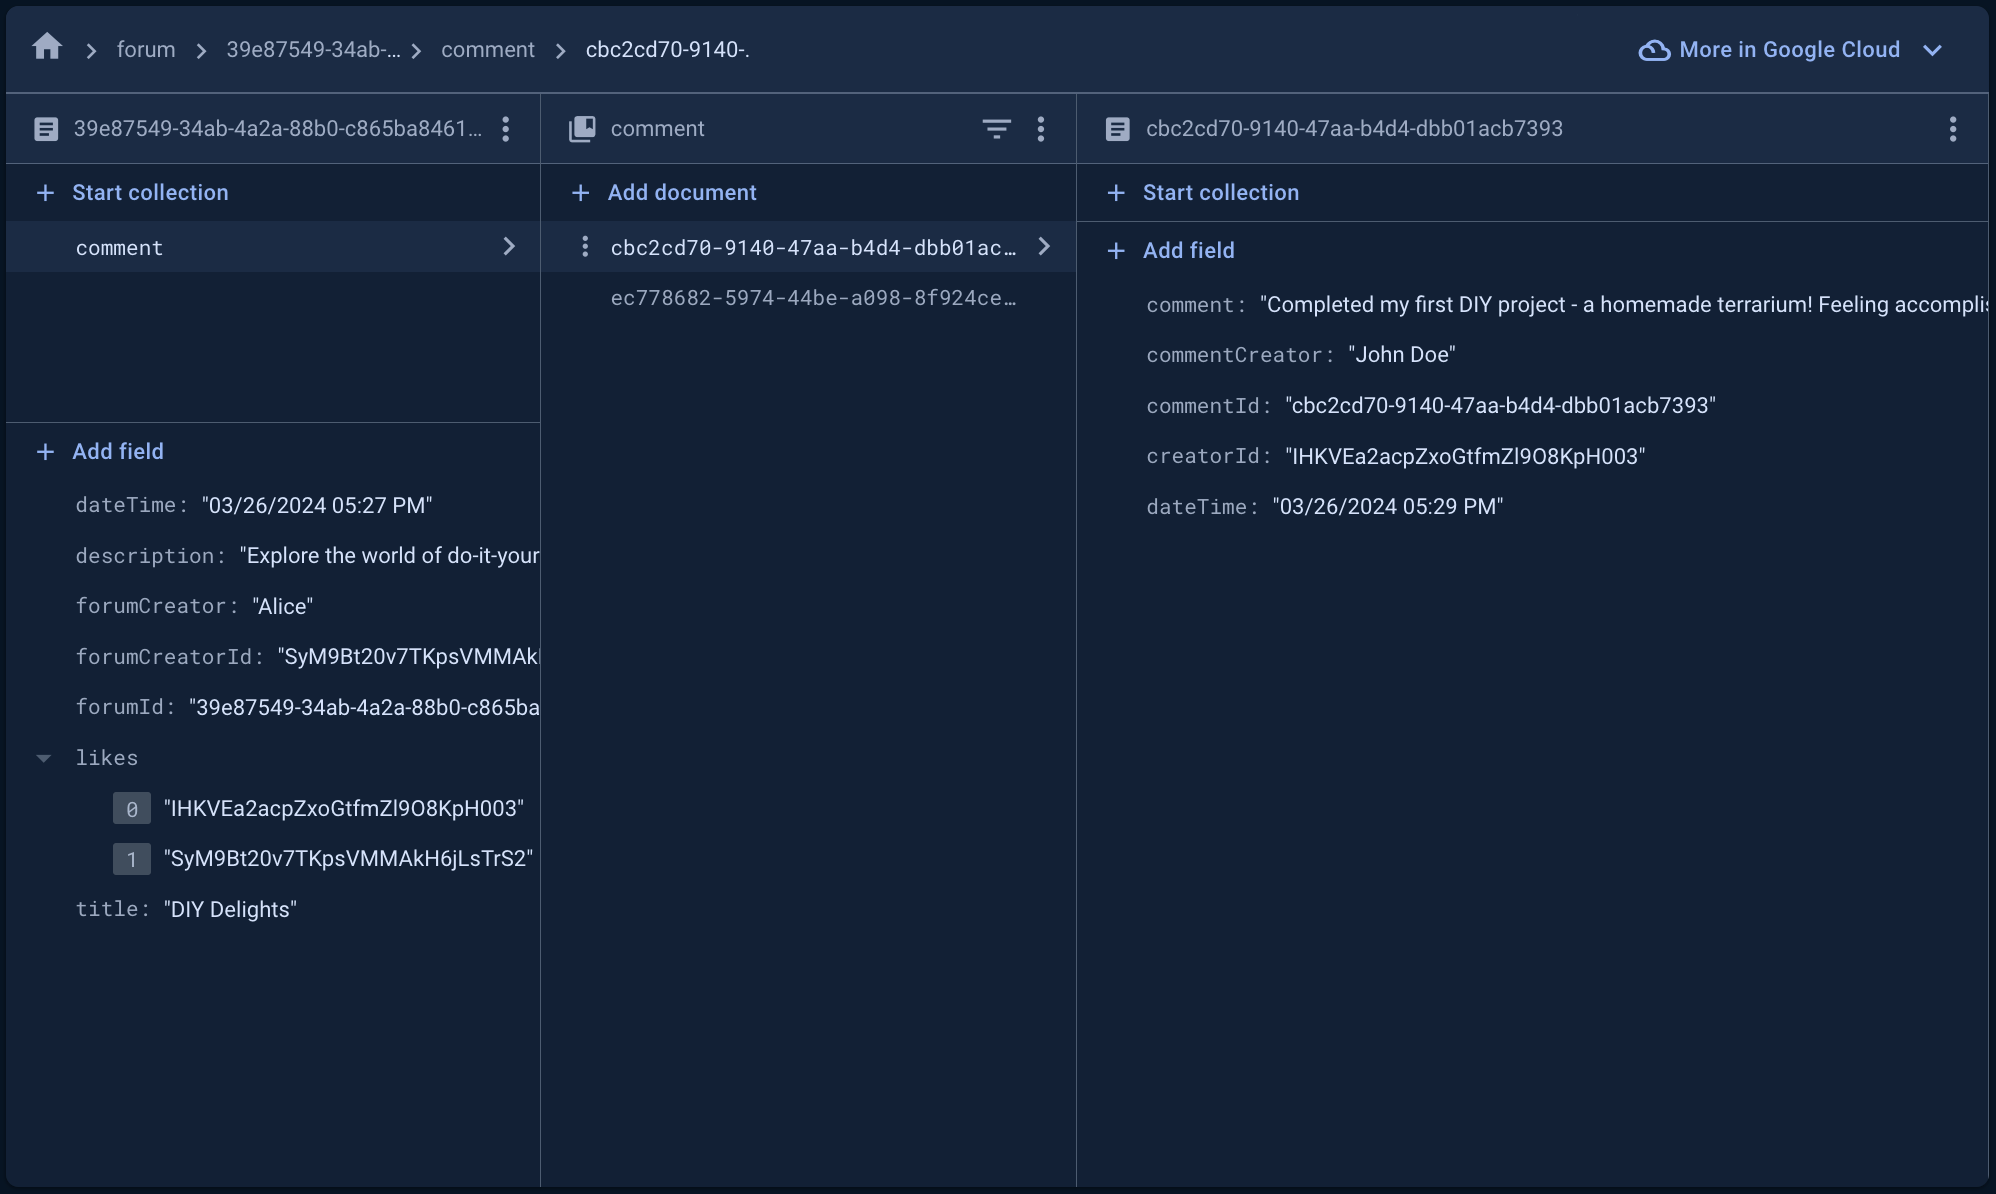 forum 39e87549-34ab-... comment cbc2cd70-9140-.
More in Google Cloud
39e87549-34ab-4a2a-88b0-c865ba8461...
Start collection
comment
Add field
dateTime: "03/26/2024 05:27 PM"
description: "Explore the world of do-it-your
forumCreator: "Alice"
forumCreatorId: "SyM9Bt20v7TKpsVMMAkH
forumId: "39e87549-34ab-4a2a-88b0-c865ba
likes
0 "IHKVEa2acpZxoGtfmZl9O8KpH003"
1 "SyM9Bt20v7TKpsVMMAkH6jLsTrS2"
title: "DIY Delights"
comment
Add document
cbc2cd70-9140-47aa-b4d4-dbb01ac...
ec778682-5974-44be-a098-8f924ce...
cbc2cd70-9140-47aa-b4d4-dbb01acb7393
Start collection
Add field
comment: "Completed my first DIY project - a homemade terrarium! Feeling accomplis
commentCreator: "John Doe"
commentId: "cbc2cd70-9140-47aa-b4d4-dbb01acb7393"
creatorId: "IHKVEa2acpZxoGtfmZl9O8KpH003"
dateTime: "03/26/2024 05:29 PM"